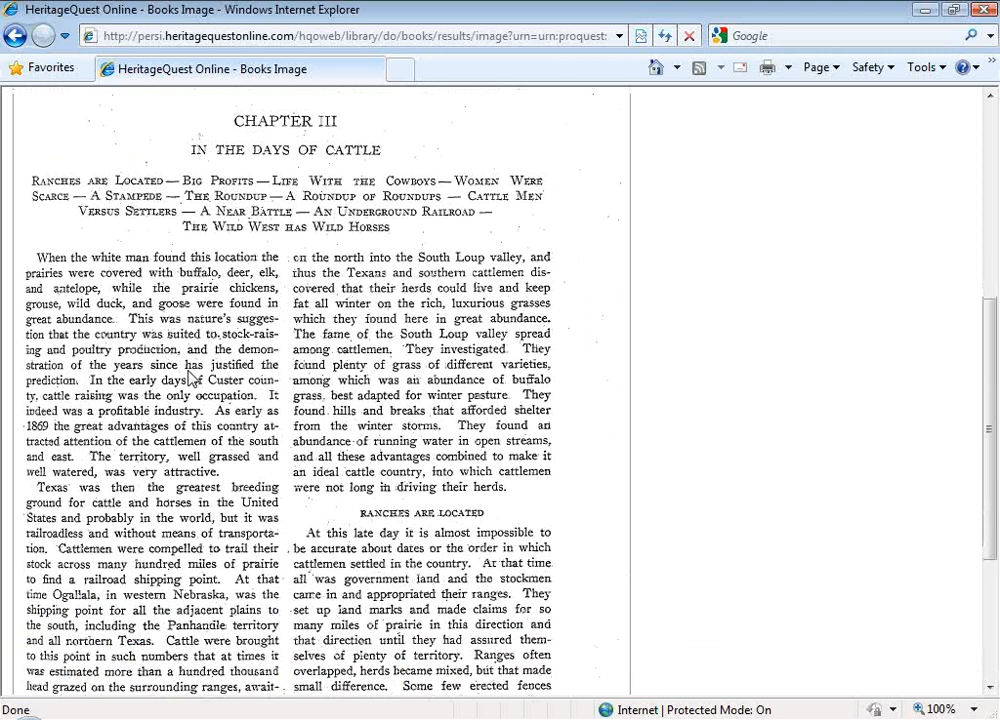 HeritageQuest Online - Books Image - Windows Internet Explorer
http://persi.heritagequestonline.com/hqoweb/library/do/books/results/image?urn=urn:proquest:
Google
Favorites
HeritageQuest Online - Books Image
Page
Safety
Tools
CHAPTER III
IN THE DAYS OF CATTLE
RANCHES ARE LOCATED — BIG PROFITS — LIFE WITH THE COWBOYS — WOMEN WERE
SCARCE — A STAMPEDE — THE ROUNDUP — A ROUNDUP OF ROUNDUPS — CATTLE MEN
VERSUS SETTLERS — A NEAR BATTLE — AN UNDERGROUND RAILROAD —
THE WILD WEST HAS WILD HORSES
When the white man found this location the
prairies were covered with buffalo, deer, elk,
and antelope, while the prairie chickens,
grouse, wild duck, and goose were found in
great abundance. This was nature's sugges-
tion that the country was suited to stock-rais-
ing and poultry production, and the demon-
stration of the years since has justified the
prediction. In the early days of Custer coun-
ty, cattle raising was the only occupation. It
indeed was a profitable industry. As early as
1869 the great advantages of this country at-
tracted attention of the cattlemen of the south
and east. The territory, well grassed and
well watered, was very attractive.
Texas was then the greatest breeding
ground for cattle and horses in the United
States and probably in the world, but it was
railroadless and without means of transporta-
tion. Cattlemen were compelled to trail their
stock across many hundred miles of prairie
to find a railroad shipping point. At that
time Ogallala, in western Nebraska, was the
shipping point for all the adjacent plains to
the south, including the Panhandle territory
and all northern Texas. Cattle were brought
to this point in such numbers that at times it
was estimated more than a hundred thousand
head grazed on the surrounding ranges, await-
on the north into the South Loup valley, and
thus the Texans and southern cattlemen dis-
covered that their herds could live and keep
fat all winter on the rich, luxurious grasses
which they found here in great abundance.
The fame of the South Loup valley spread
among cattlemen. They investigated. They
found plenty of grass of different varieties,
among which was an abundance of buffalo
grass, best adapted for winter pesture. They
found hills and breaks that afforded shelter
from the winter storms. They found an
abundance of running water in open streams,
and all these advantages combined to make it
an ideal cattle country, into which cattlemen
were not long in driving their herds.
RANCHES ARE LOCATED
At this late day it is almost impossible to
be accurate about dates or the order in which
cattlemen settled in the country. At that time
all was government land and the stockmen
came in and appropriated their ranges. They
set up land marks and made claims for so
many miles of prairie in this direction and
that direction until they had assured them-
selves of plenty of territory. Ranges often
overlapped, herds became mixed, but that made
small difference. Some few erected fences
Done
Internet | Protected Mode: On
100%